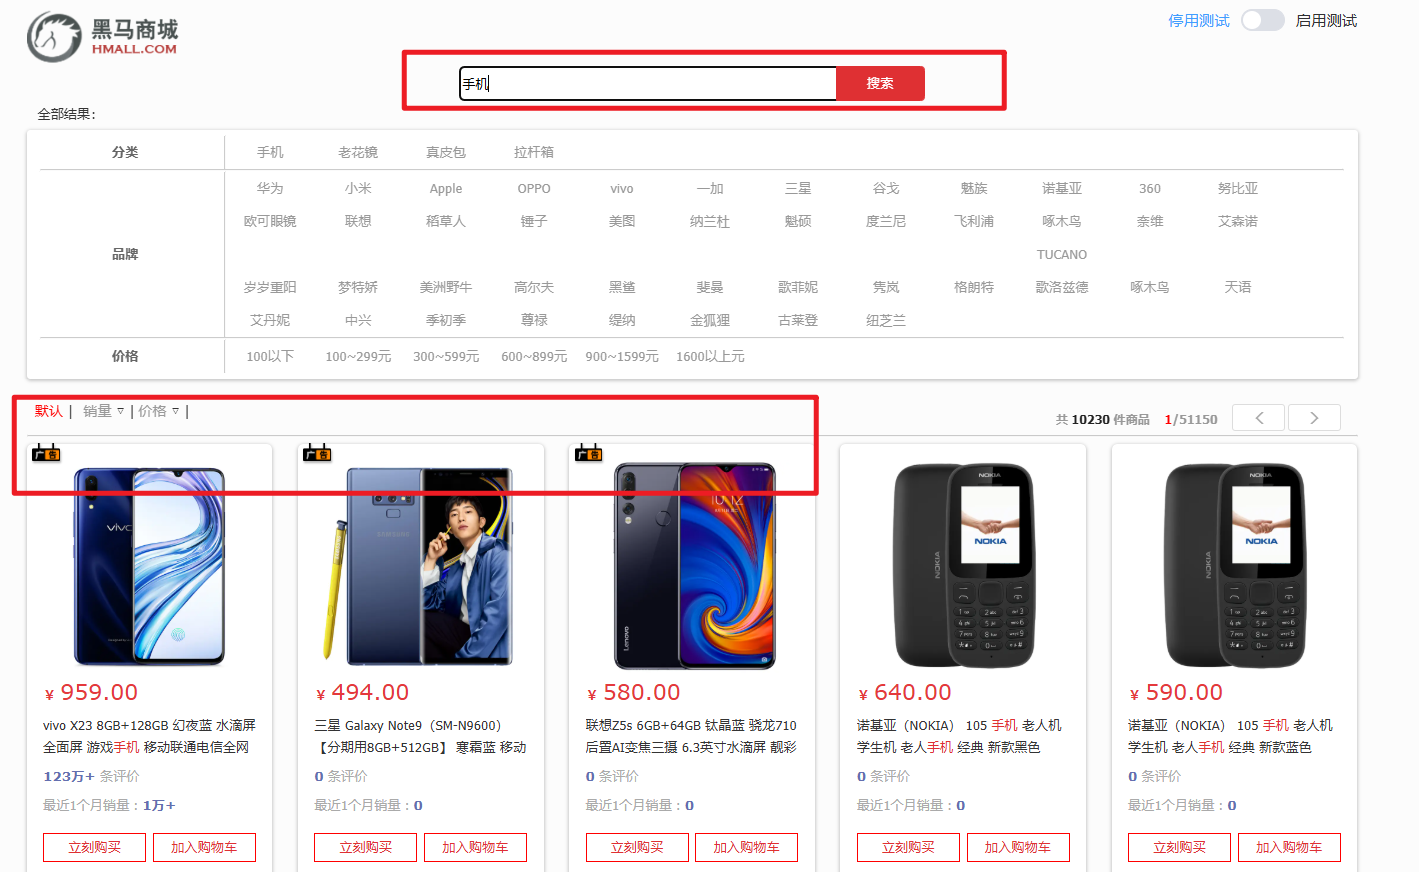 黑马商城
HMALL.COM
停用测试 启用测试
手机 搜索
全部结果：
分类 手机 老花镜 真皮包 拉杆箱
华为 小米 Apple OPPO vivo 一加 三星 谷戈 魅族 诺基亚 360 努比亚
欧可眼镜 联想 稻草人 锤子 美图 纳兰杜 魁硕 度兰尼 飞利浦 啄木鸟 奈维 艾森诺
品牌 TUCANO
岁岁重阳 梦特娇 美洲野牛 高尔夫 黑鲨 斐曼 歌菲妮 隽岚 格朗特 歌洛兹德 啄木鸟 天语
艾丹妮 中兴 季初季 尊禄 缇纳 金狐狸 古莱登 纽芝兰
价格 100以下 100~299元 300~599元 600~899元 900~1599元 1600以上元
默认 | 销量 ▿ | 价格 ▿ | 共 10230 件商品 1/51150 < >
广告 广告 广告
vivo
SAMSUNG
Lenovo
NOKIA
NOKIA
NOKIA
NOKIA
NOKIA
NOKIA
¥ 959.00 ¥ 494.00 ¥ 580.00 ¥ 640.00 ¥ 590.00
vivo X23 8GB+128GB 幻夜蓝 水滴屏 三星 Galaxy Note9（SM-N9600） 联想Z5s 6GB+64GB 钛晶蓝 骁龙710 诺基亚（NOKIA） 105 手机 老人机 诺基亚（NOKIA） 105 手机 老人机
全面屏 游戏手机 移动联通电信全网 【分期用8GB+512GB】 寒霜蓝 移动 后置AI变焦三摄 6.3英寸水滴屏 靓彩 学生机 老人手机 经典 新款黑色 学生机 老人手机 经典 新款蓝色
123万+ 条评价 0 条评价 0 条评价 0 条评价 0 条评价
最近1个月销量：1万+ 最近1个月销量：0 最近1个月销量：0 最近1个月销量：0 最近1个月销量：0
立刻购买 加入购物车 立刻购买 加入购物车 立刻购买 加入购物车 立刻购买 加入购物车 立刻购买 加入购物车